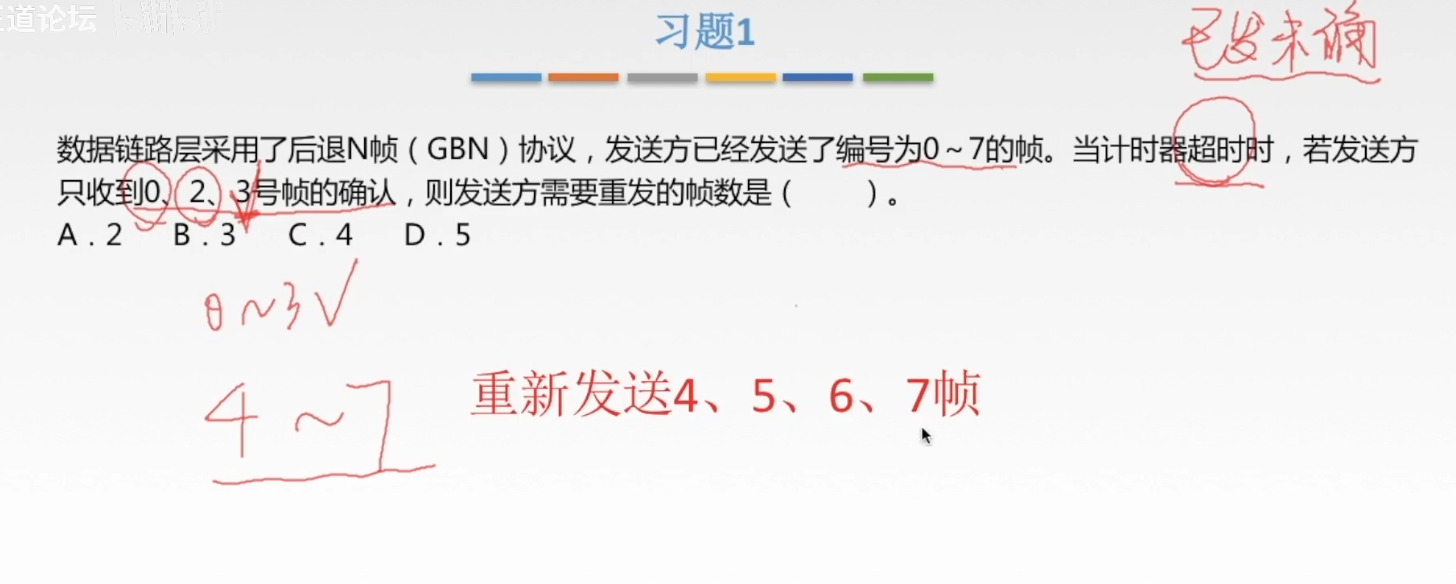 王道论坛 bilibili
习题1
已发未确
数据链路层采用了后退N帧（GBN）协议，发送方已经发送了编号为0～7的帧。当计时器超时时，若发送方
只收到0、2、3号帧的确认，则发送方需要重发的帧数是（　　）。
A．2　B．3　C．4　D．5
0～3√
4～7
重新发送4、5、6、7帧